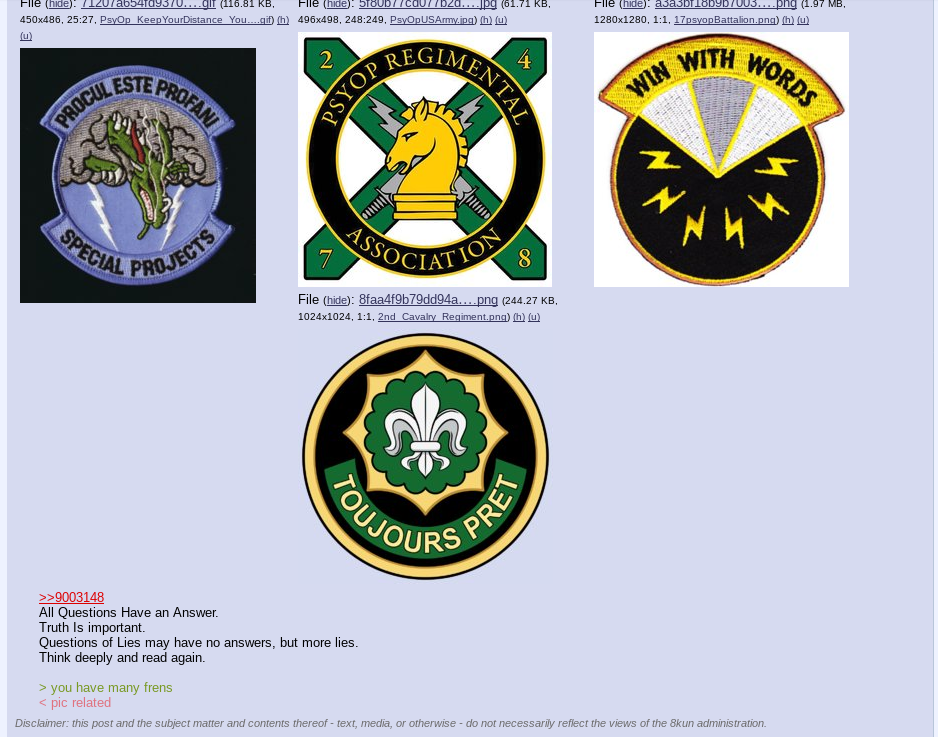 File (hide): 71207a654fd9370….gif (116.81 KB,
450x486, 25:27, PsyOp_KeepYourDistance_You….gif) (h)
(u)
PROCUL ESTE PROFANI
SPECIAL PROJECTS
File (hide): 5f80b77cd077b2d….jpg (61.71 KB,
496x498, 248:249, PsyOpUSArmy.jpg) (h) (u)
2 4
PSYOP REGIMENTAL
ASSOCIATION
7 8
File (hide): a3a3bf18b9b7003….png (1.97 MB,
1280x1280, 1:1, 17psyopBattalion.png) (h) (u)
WIN WITH WORDS
File (hide): 8faa4f9b79dd94a….png (244.27 KB,
1024x1024, 1:1, 2nd_Cavalry_Regiment.png) (h) (u)
TOUJOURS PRET
>>9003148
All Questions Have an Answer.
Truth Is important.
Questions of Lies may have no answers, but more lies.
Think deeply and read again.
> you have many frens
< pic related
Disclaimer: this post and the subject matter and contents thereof - text, media, or otherwise - do not necessarily reflect the views of the 8kun administration.